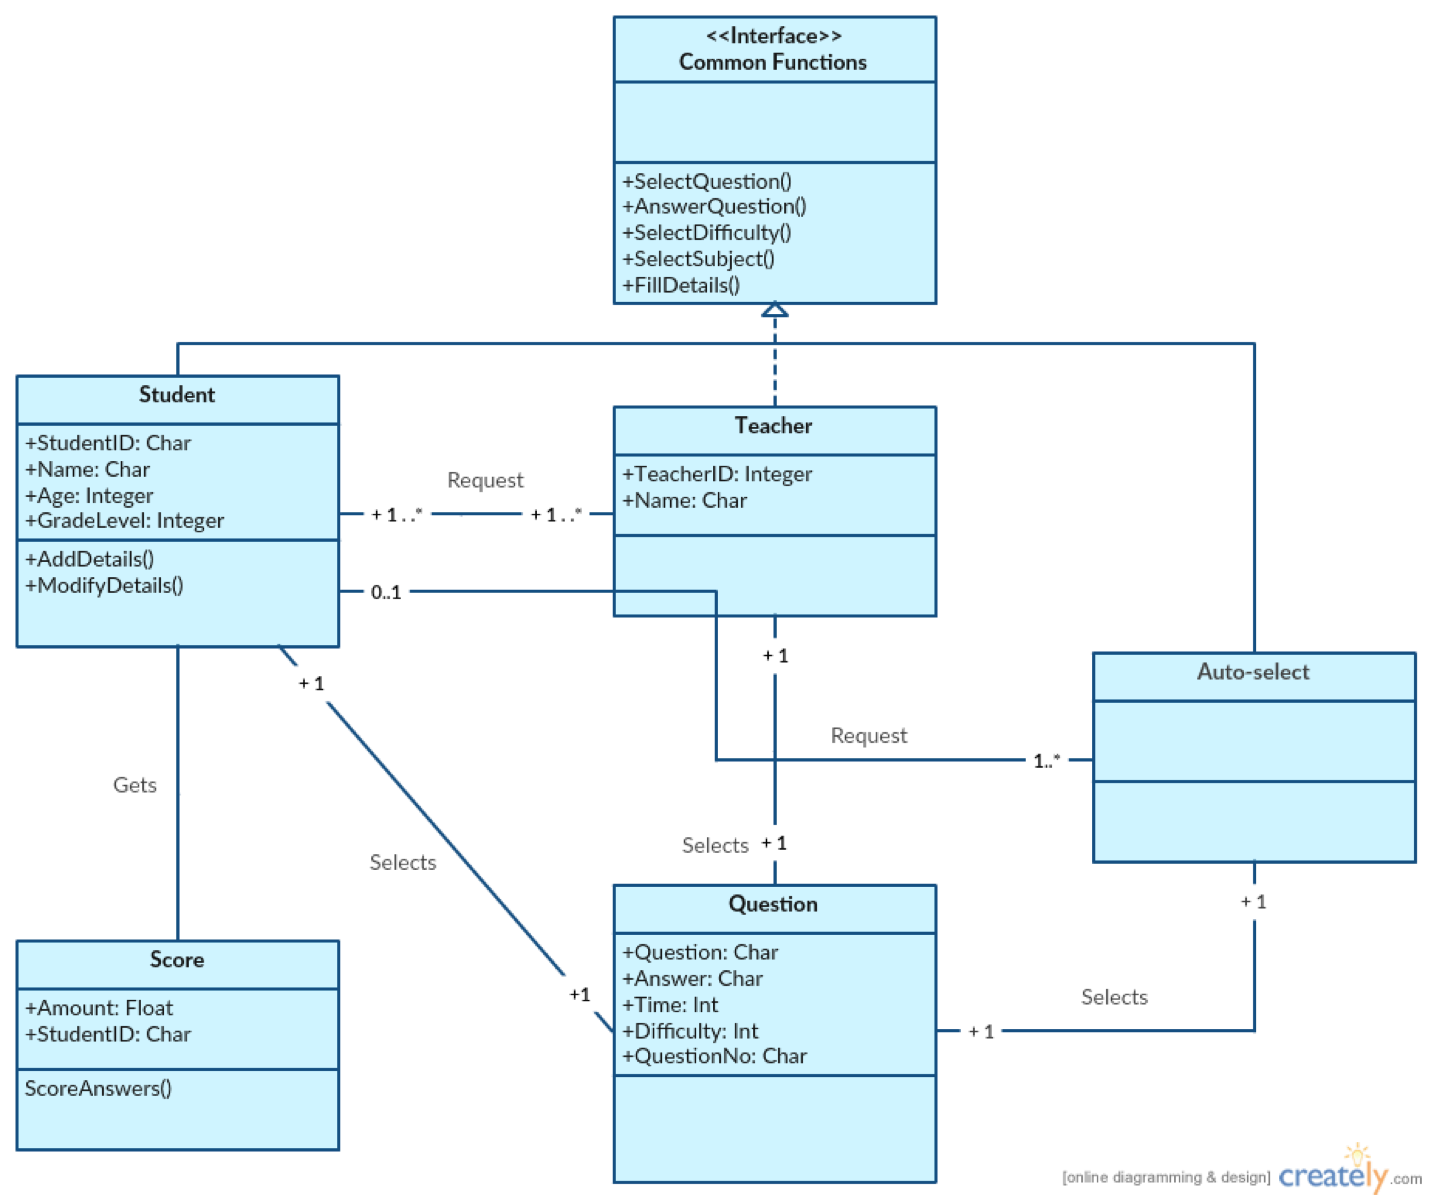 <<Interface>>
Common Functions
+SelectQuestion()
+AnswerQuestion()
+SelectDifficulty()
+SelectSubject()
+FillDetails()
Student
+StudentID: Char
+Name: Char
+Age: Integer
+GradeLevel: Integer
+AddDetails()
+ModifyDetails()
Request
+ 1 . . *
+ 1 . . *
Teacher
+TeacherID: Integer
+Name: Char
0..1
+ 1
+ 1
Request
1..*
Auto-select
Gets
Selects
+1
Selects
+ 1
+ 1
Selects
+ 1
Score
+Amount: Float
+StudentID: Char
ScoreAnswers()
Question
+Question: Char
+Answer: Char
+Time: Int
+Difficulty: Int
+QuestionNo: Char
[online diagramming & design] creately.com